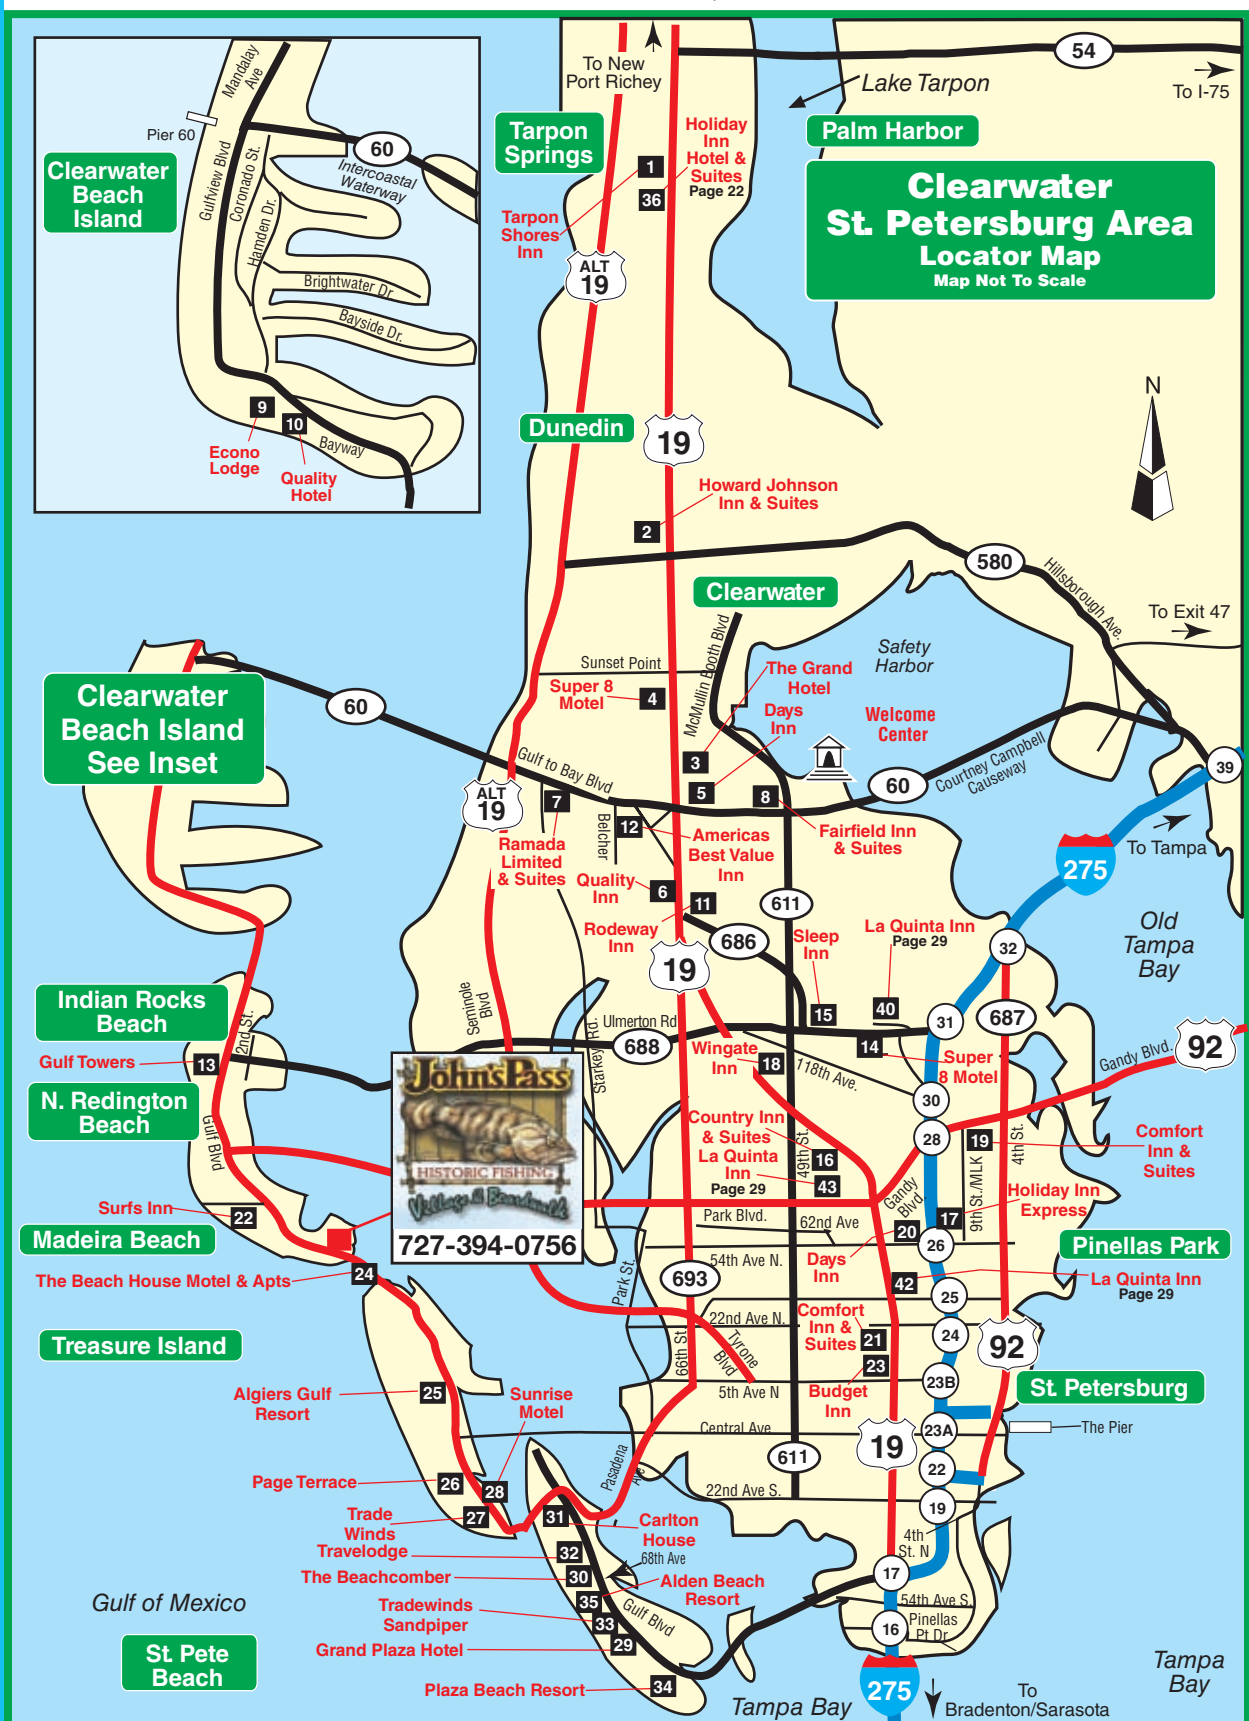 To New
Port Richey
54
To I-75
Lake Tarpon
Palm Harbor
Clearwater
St. Petersburg Area
Locator Map
Map Not To Scale
N
Mandalay
Ave
Pier 60
60
Intercoastal
Waterway
Clearwater
Beach
Island
Gulfview Blvd
Coronado St.
Hamden Dr.
Brightwater Dr.
Bayside Dr.
9
10
Econo
Lodge
Quality
Hotel
Bayway
Tarpon
Springs
Holiday
Inn
Hotel &
Suites
Page 22
1
36
Tarpon
Shores
Inn
ALT
19
Dunedin
19
Howard Johnson
Inn & Suites
2
580
Hillsborough Ave.
To Exit 47
Clearwater
McMullin Booth Blvd
Safety
Harbor
Sunset Point
Super 8
Motel
4
The Grand
Hotel
Days
Inn
Welcome
Center
3
5
8
60
Courtney Campbell
Causeway
39
To Tampa
275
60
Clearwater
Beach Island
See Inset
Gulf to Bay Blvd
ALT
19
7
Belcher
12
Ramada
Limited
& Suites
Americas
Best Value
Inn
Fairfield Inn
& Suites
Quality
Inn
6
11
Rodeway
Inn
611
686
Sleep
Inn
La Quinta Inn
Page 29
32
Old
Tampa
Bay
19
Indian Rocks
Beach
2nd St.
Seminole
Blvd
Starkey Rd.
Ulmerton Rd
688
15
40
31
687
92
Gandy Blvd.
14
Super
8 Motel
Gulf Towers
13
Wingate
Inn
18
118th Ave.
30
N. Redington
Beach
Gulf Blvd
John's Pass
HISTORIC FISHING
Village & Boardwalk
727-394-0756
Country Inn
& Suites
La Quinta
Inn
Page 29
49th St.
16
43
28
19
4th St.
Comfort
Inn &
Suites
9th St./MLK
Holiday Inn
Express
Gandy
Blvd.
17
Surfs Inn
22
Madeira Beach
Park Blvd.
62nd Ave
20
26
Pinellas Park
The Beach House Motel & Apts
24
54th Ave N.
Days
Inn
42
La Quinta Inn
Page 29
Park St.
693
25
22nd Ave N.
Comfort
Inn &
Suites
21
24
92
Treasure Island
66th St.
Tyrone
Blvd
23
23B
Algiers Gulf
Resort
25
5th Ave N
Budget
Inn
St. Petersburg
Sunrise
Motel
Central Ave
23A
The Pier
19
611
Pasadena
Ave
Page Terrace
26
28
22
22nd Ave S.
19
Trade
Winds
27
31
Carlton
House
4th
St. N
Travelodge
32
68th Ave
The Beachcomber
30
17
Alden Beach
Resort
35
54th Ave S.
Gulf of Mexico
Tradewinds
Sandpiper
33
Gulf Blvd
16
Pinellas
Pt Dr.
Grand Plaza Hotel
29
St. Pete
Beach
Plaza Beach Resort
34
Tampa Bay
275
To
Bradenton/Sarasota
Tampa
Bay